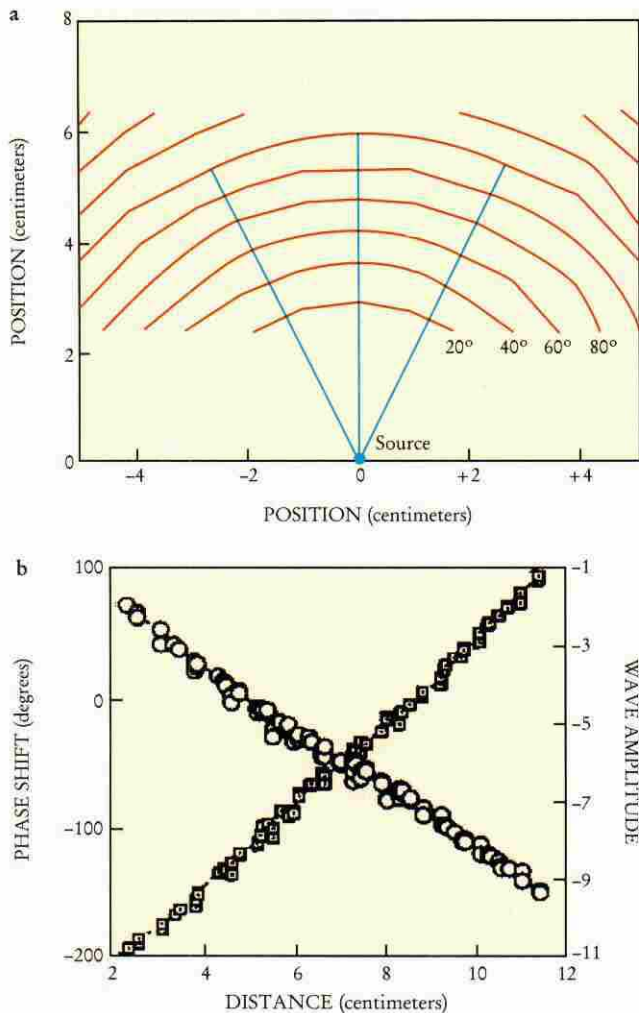 a
8
6
4
2
0
POSITION (centimeters)
20° 40° 60° 80°
Source
−4 −2 0 +2 +4
POSITION (centimeters)
b
100
0
−100
−200
PHASE SHIFT (degrees)
−1
−3
−5
−7
−9
−11
WAVE AMPLITUDE
2 4 6 8 10 12
DISTANCE (centimeters)